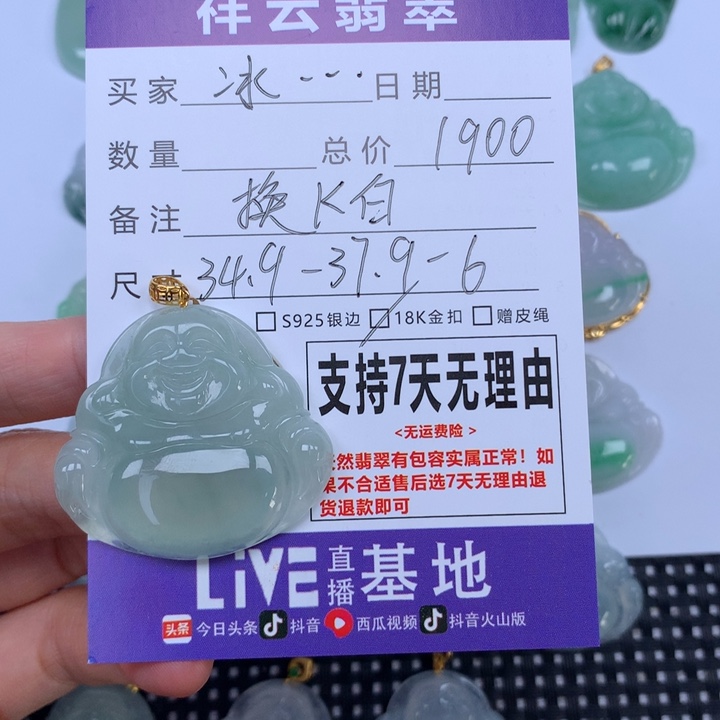 祥云翡翠
买家 冰... 日期
数量 总价 1900
备注 换K白
尺寸 34.9-37.9-6
S925银边 18K金扣 赠皮绳
支持7天无理由
<无运费险>
天然翡翠有包容实属正常！如
果不合适售后选7天无理由退
货退款即可
LiVE 直播 基地
头条 今日头条 抖音 西瓜视频 抖音火山版